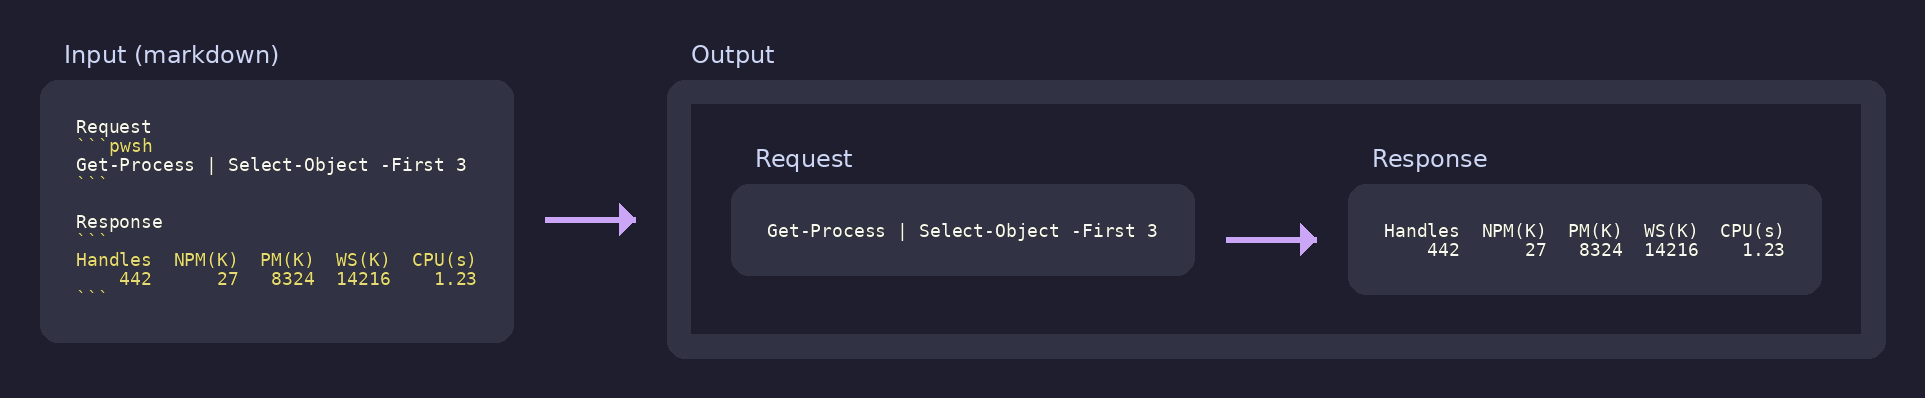 Input (markdown)
Request
```pwsh
Get-Process | Select-Object -First 3
```
Response
```
Handles  NPM(K)  PM(K)  WS(K)  CPU(s)
    442      27   8324  14216    1.23
```
Output
Request
Get-Process | Select-Object -First 3
Response
Handles  NPM(K)  PM(K)  WS(K)  CPU(s)
    442      27   8324  14216    1.23